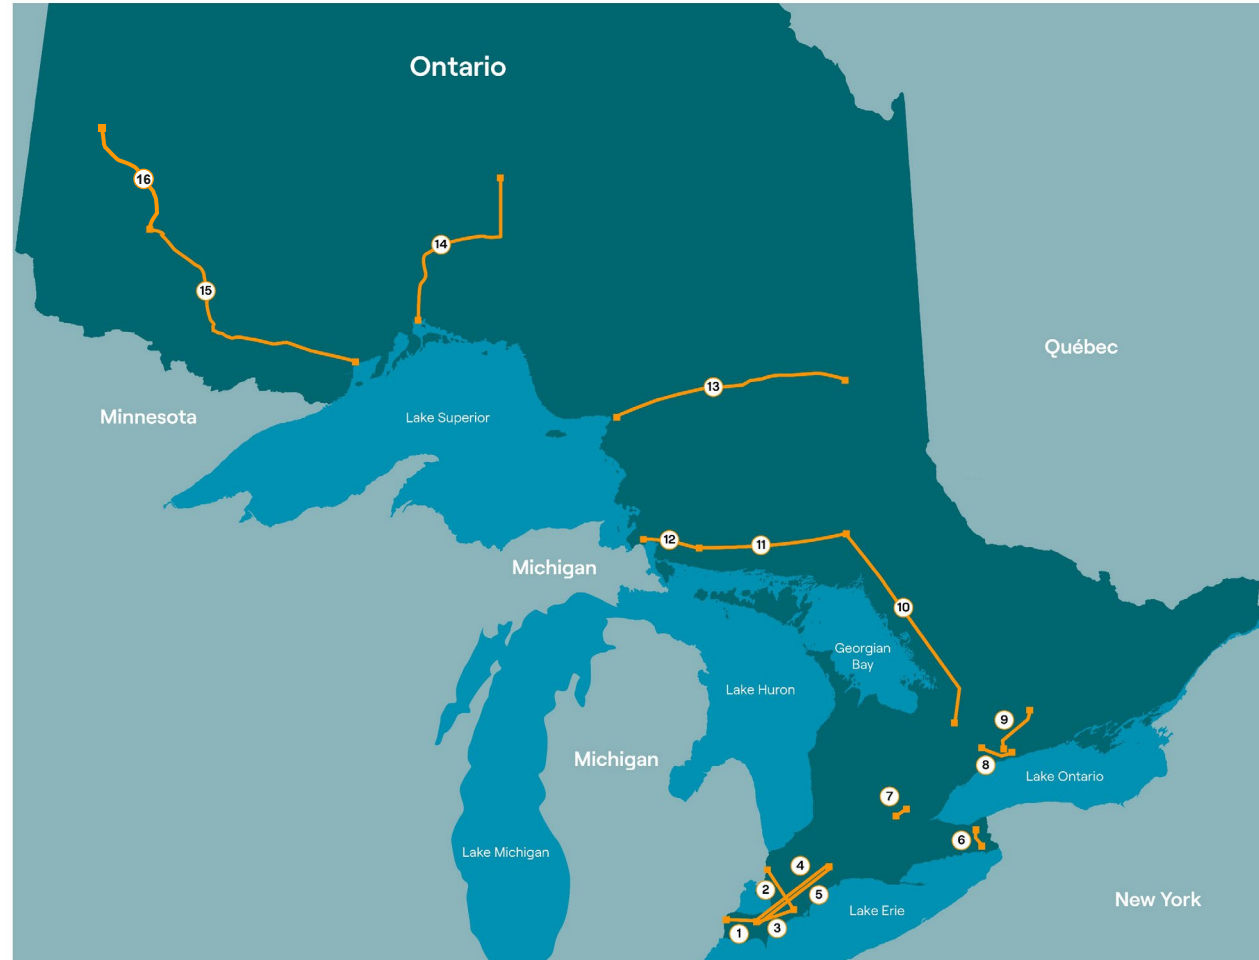 Ontario
16
14
15
Québec
13
Minnesota
Lake Superior
12
11
Michigan
10
Georgian
Bay
Lake Huron
9
Michigan
8
Lake Ontario
7
6
Lake Michigan
4
2
5
New York
Lake Erie
3
1